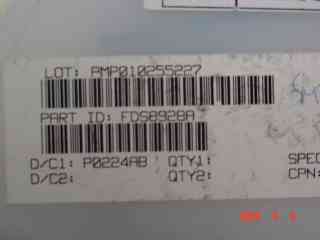 LOT: AMP010255227
PART ID: FDS8928A
D/C1: P0224AB QTY1: SPEC
D/C2: QTY2: CPN: